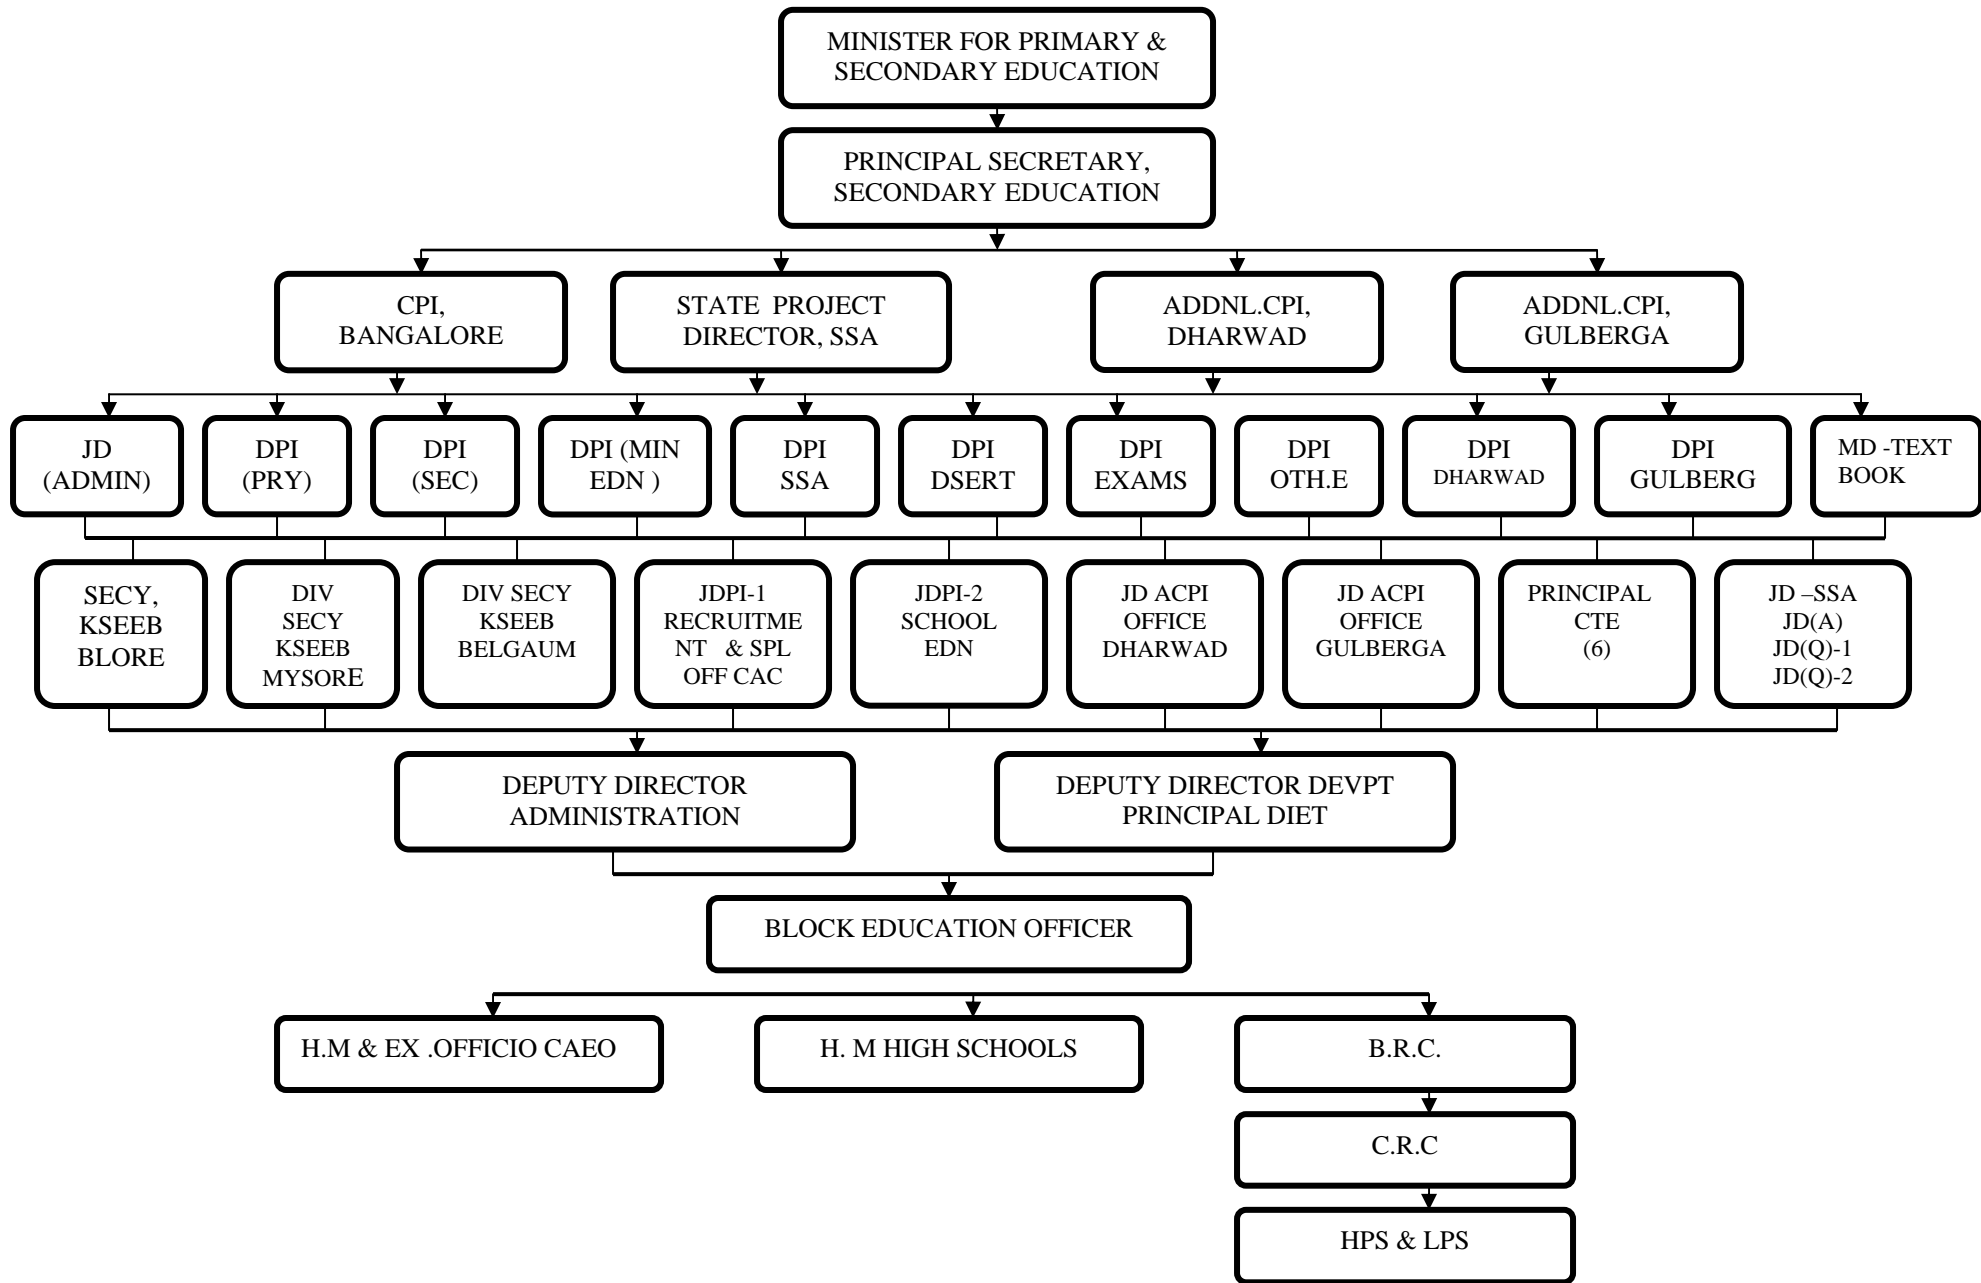 MINISTER FOR PRIMARY &
SECONDARY EDUCATION
PRINCIPAL SECRETARY,
SECONDARY EDUCATION
CPI,
BANGALORE
STATE PROJECT
DIRECTOR, SSA
ADDNL.CPI,
DHARWAD
ADDNL.CPI,
GULBERGA
JD
(ADMIN)
DPI
(PRY)
DPI
(SEC)
DPI (MIN
EDN )
DPI
SSA
DPI
DSERT
DPI
EXAMS
DPI
OTH.E
DPI
DHARWAD
DPI
GULBERG
MD -TEXT
BOOK
SECY,
KSEEB
BLORE
DIV
SECY
KSEEB
MYSORE
DIV SECY
KSEEB
BELGAUM
JDPI-1
RECRUITME
NT & SPL
OFF CAC
JDPI-2
SCHOOL
EDN
JD ACPI
OFFICE
DHARWAD
JD ACPI
OFFICE
GULBERGA
PRINCIPAL
CTE
(6)
JD –SSA
JD(A)
JD(Q)-1
JD(Q)-2
DEPUTY DIRECTOR
ADMINISTRATION
DEPUTY DIRECTOR DEVPT
PRINCIPAL DIET
BLOCK EDUCATION OFFICER
H.M & EX .OFFICIO CAEO
H. M HIGH SCHOOLS
B.R.C.
C.R.C
HPS & LPS